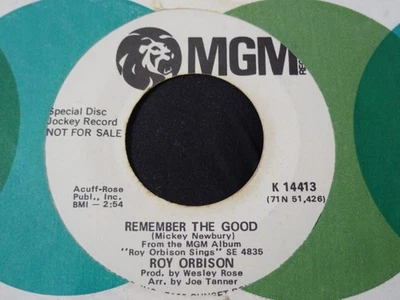 MGM
RECORDS
Special Disc
Jockey Record
NOT FOR SALE
Acuff-Rose
Publ., Inc.
BMI - 2:54
K 14413
(71N 51,426)
REMEMBER THE GOOD
(Mickey Newbury)
From the MGM Album
"Roy Orbison Sings" SE 4835
ROY ORBISON
Prod. by Wesley Rose
Arr. by Joe Tanner
SUNSET